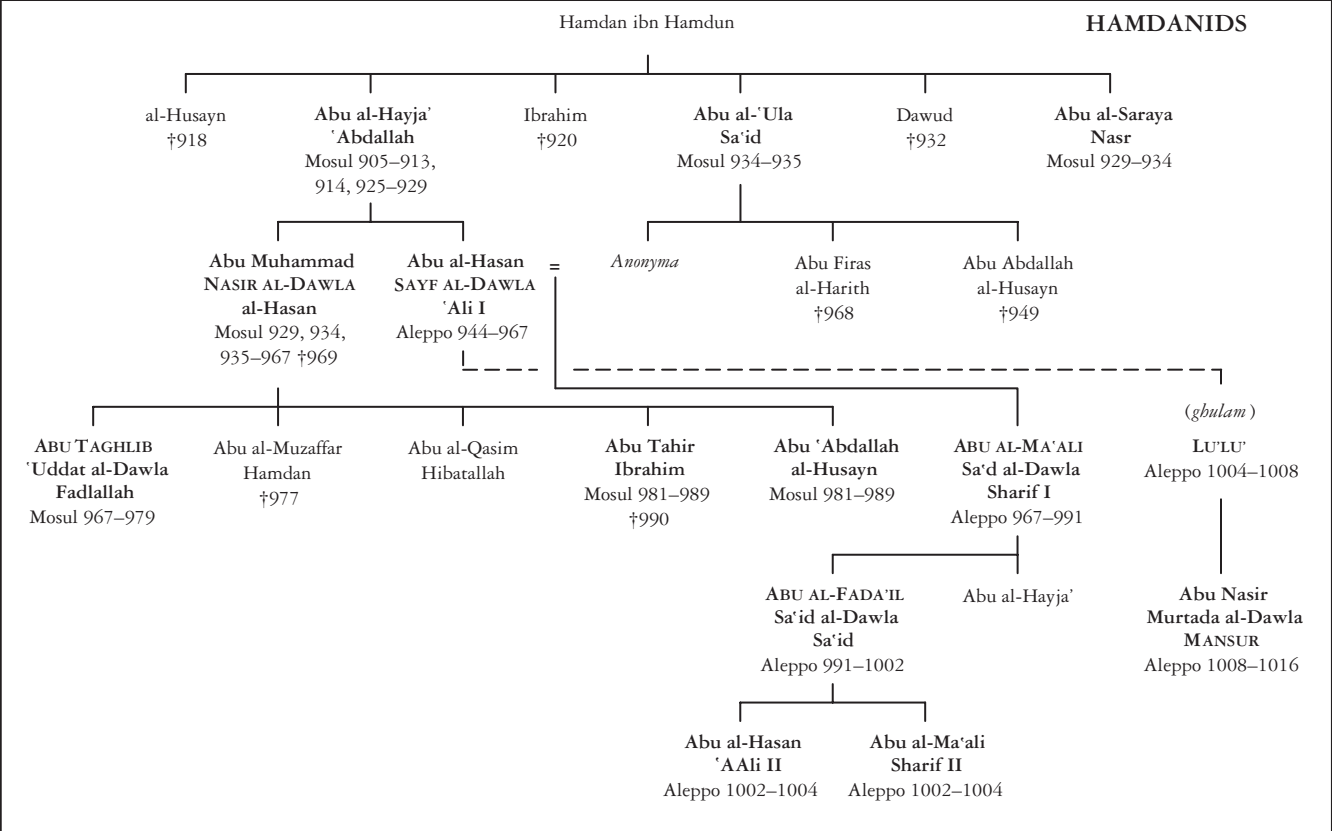 Hamdan ibn Hamdun
HAMDANIDS
al-Husayn
†918
Abu al-Hayja’
‘Abdallah
Mosul 905–913,
914, 925–929
Ibrahim
†920
Abu al-‘Ula
Sa‘id
Mosul 934–935
Dawud
†932
Abu al-Saraya
Nasr
Mosul 929–934
Abu Muhammad
NASIR AL-DAWLA
al-Hasan
Mosul 929, 934,
935–967 †969
Abu al-Hasan
SAYF AL-DAWLA
‘Ali I
Aleppo 944–967
=
Anonyma
Abu Firas
al-Harith
†968
Abu Abdallah
al-Husayn
†949
ABU TAGHLIB
‘Uddat al-Dawla
Fadlallah
Mosul 967–979
Abu al-Muzaffar
Hamdan
†977
Abu al-Qasim
Hibatallah
Abu Tahir
Ibrahim
Mosul 981–989
†990
Abu ‘Abdallah
al-Husayn
Mosul 981–989
ABU AL-MA‘ALI
Sa‘d al-Dawla
Sharif I
Aleppo 967–991
(ghulam)
LU’LU’
Aleppo 1004–1008
ABU AL-FADA’IL
Sa‘id al-Dawla
Sa‘id
Aleppo 991–1002
Abu al-Hayja’
Abu Nasir
Murtada al-Dawla
MANSUR
Aleppo 1008–1016
Abu al-Hasan
‘AAli II
Aleppo 1002–1004
Abu al-Ma‘ali
Sharif II
Aleppo 1002–1004